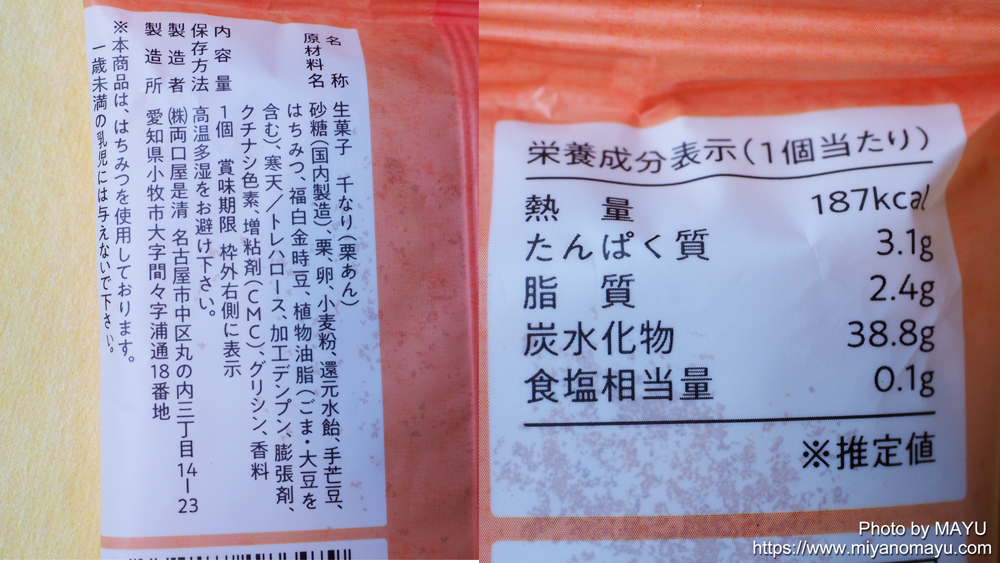 名称 生菓子 千なり(栗あん)
原材料名 砂糖(国内製造)、栗、卵、小麦粉、還元水飴、手芒豆、
はちみつ、福白金時豆、植物油脂(ごま・大豆を
含む)、寒天／トレハロース、加工デンプン、膨張剤、
クチナシ色素、増粘剤(CMC)、グリシン、香料
内容量 1個 賞味期限 枠外右側に表示
保存方法 高温多湿をお避け下さい。
製造者 ㈱両口屋是清 名古屋市中区丸の内三丁目14−23
製造所 愛知県小牧市大字間々字浦通18番地
※本商品は、はちみつを使用しております。
一歳未満の乳児には与えないで下さい。
栄養成分表示(1個当たり)
熱量 187kcal
たんぱく質 3.1g
脂質 2.4g
炭水化物 38.8g
食塩相当量 0.1g
※推定値
Photo by MAYU
https://www.miyanomayu.com